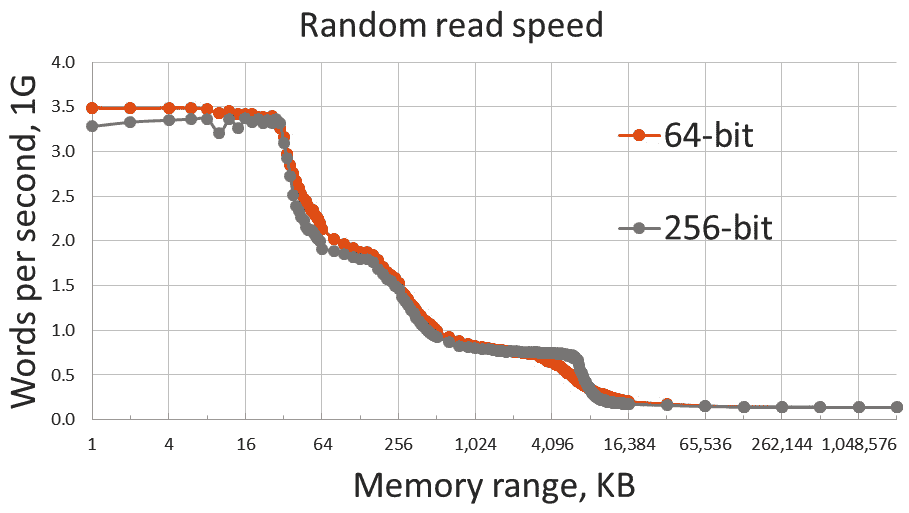 Random read speed
Words per second, 1G
4.0
3.5
3.0
2.5
2.0
1.5
1.0
0.5
0.0
64-bit
256-bit
1 4 16 64 256 1,024 4,096 16,384 65,536 262,144 1,048,576
Memory range, KB